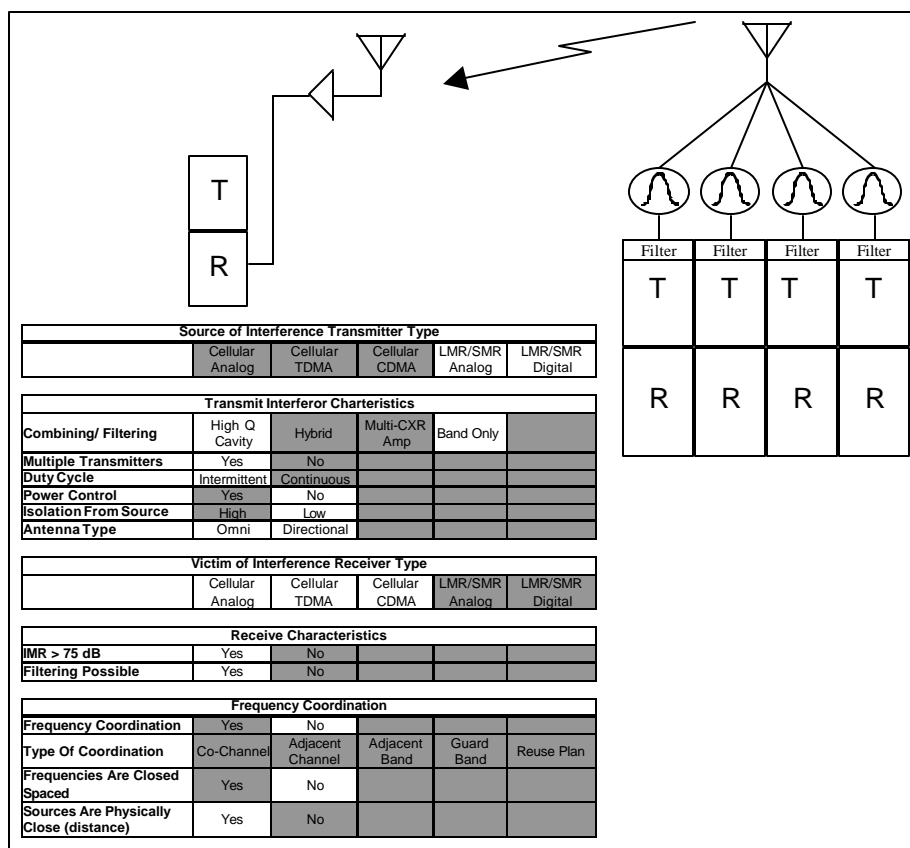 T
R
Filter Filter Filter Filter
T T T T
R R R R
Source of Interference Transmitter Type
Cellular Analog Cellular TDMA Cellular CDMA LMR/SMR Analog LMR/SMR Digital
Transmit Interferor Charteristics
Combining/ Filtering High Q Cavity Hybrid Multi-CXR Amp Band Only
Multiple Transmitters Yes No
Duty Cycle Intermittent Continuous
Power Control Yes No
Isolation From Source High Low
Antenna Type Omni Directional
Victim of Interference Receiver Type
Cellular Analog Cellular TDMA Cellular CDMA LMR/SMR Analog LMR/SMR Digital
Receive Characteristics
IMR > 75 dB Yes No
Filtering Possible Yes No
Frequency Coordination
Frequency Coordination Yes No
Type Of Coordination Co-Channel Adjacent Channel Adjacent Band Guard Band Reuse Plan
Frequencies Are Closed Spaced Yes No
Sources Are Physically Close (distance) Yes No